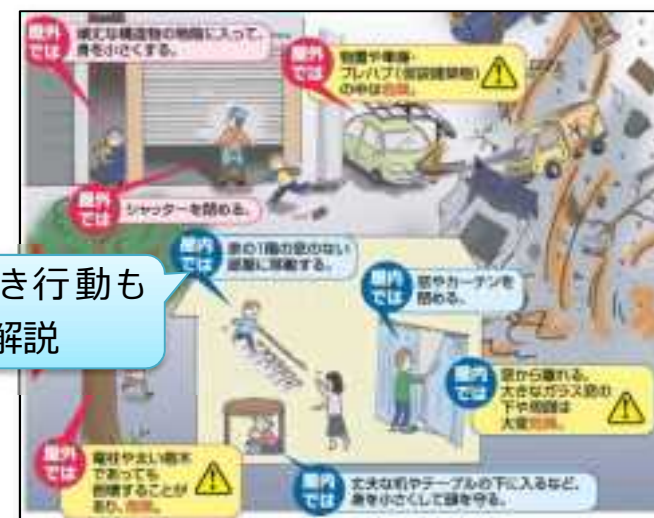 屋外
では
頑丈な構造物の物陰に入って、
身を小さくする。
屋外
では
物置や車庫・
プレハブ(仮設建築物)
の中は危険。
屋外
では
シャッターを閉める。
き行動も
解説
屋内
では
家の1階の窓のない
部屋に移動する。
屋内
では
窓やカーテンを
閉める。
屋内
では
窓から離れる。
大きなガラス窓の
下や周囲は
大変危険。
屋外
では
電柱や太い樹木
であっても
倒壊することが
あり、危険。
屋内
では
丈夫な机やテーブルの下に入るなど、
身を小さくして頭を守る。